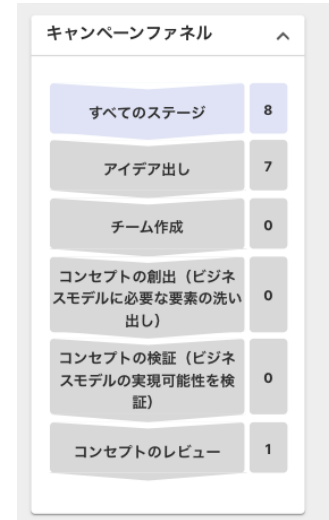 キャンペーンファネル
すべてのステージ 8
アイデア出し 7
チーム作成 0
コンセプトの創出（ビジネ
スモデルに必要な要素の洗い 0
出し）
コンセプトの検証（ビジネ
スモデルの実現可能性を検 0
証）
コンセプトのレビュー 1